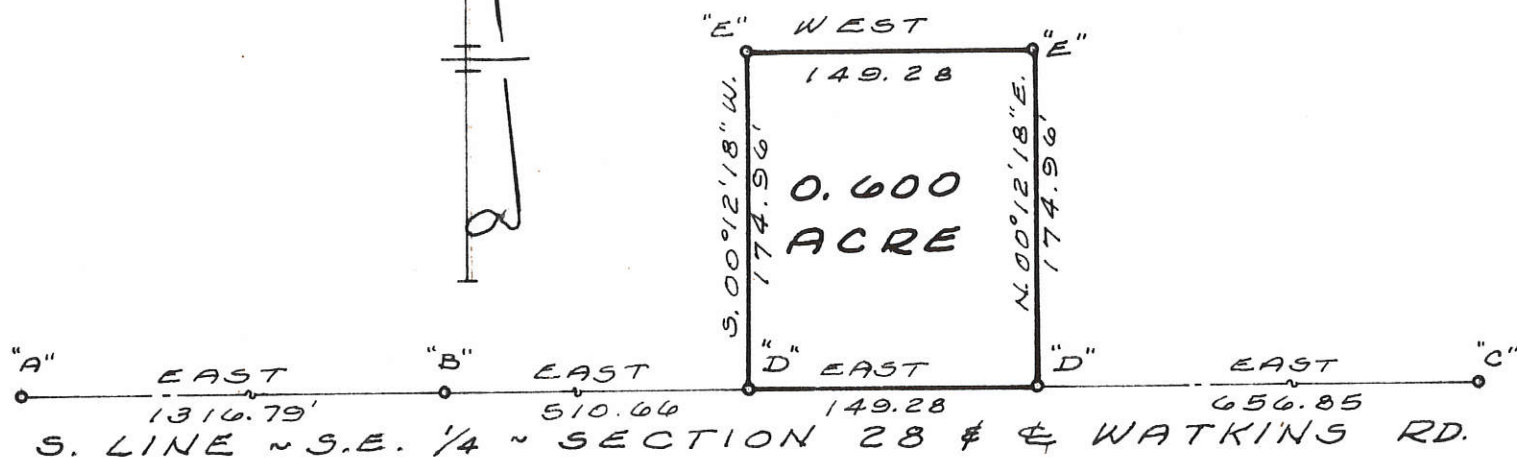 "E" WEST "E"
149.28
S. 00°12'18" W.
174.96'
N. 00°12'18" E.
174.96'
0.600
ACRE
"A" EAST "B" EAST "D" EAST "D" EAST "C"
1316.79' 510.66 149.28 656.85
S. LINE ~ S.E. 1/4 ~ SECTION 28 & ℄ WATKINS RD.